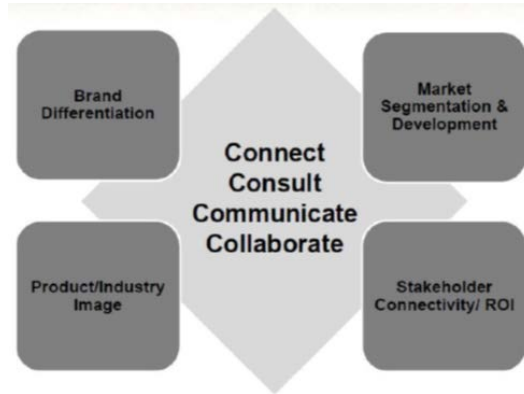 Brand
Differentiation
Market
Segmentation &
Development
Connect
Consult
Communicate
Collaborate
Product/Industry
Image
Stakeholder
Connectivity/ ROI